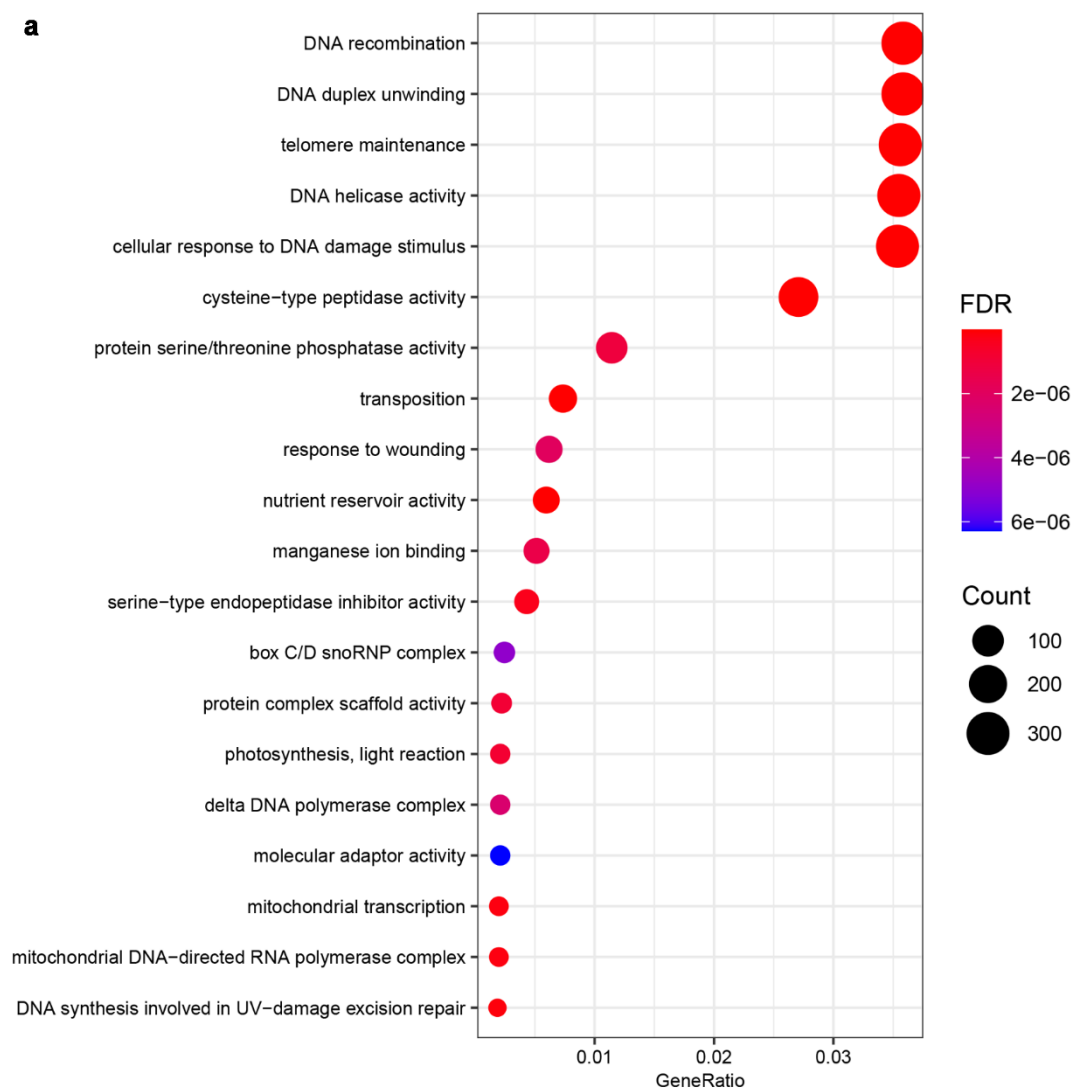 a
DNA recombination
DNA duplex unwinding
telomere maintenance
DNA helicase activity
cellular response to DNA damage stimulus
cysteine−type peptidase activity
protein serine/threonine phosphatase activity
transposition
response to wounding
nutrient reservoir activity
manganese ion binding
serine−type endopeptidase inhibitor activity
box C/D snoRNP complex
protein complex scaffold activity
photosynthesis, light reaction
delta DNA polymerase complex
molecular adaptor activity
mitochondrial transcription
mitochondrial DNA−directed RNA polymerase complex
DNA synthesis involved in UV−damage excision repair
0.01 0.02 0.03
GeneRatio
FDR
2e−06
4e−06
6e−06
Count
100
200
300